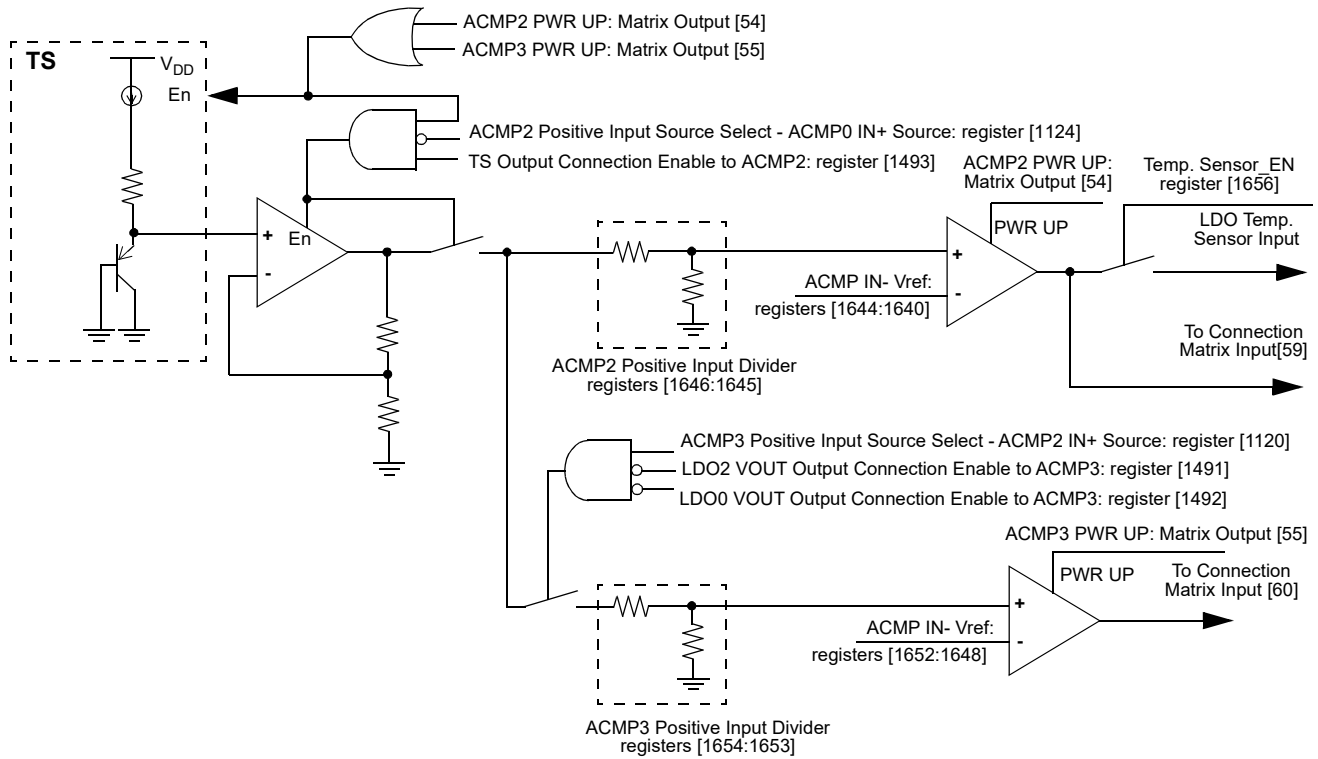 ACMP2 PWR UP: Matrix Output [54]
ACMP3 PWR UP: Matrix Output [55]
TS
VDD
En
ACMP2 Positive Input Source Select - ACMP0 IN+ Source: register [1124]
TS Output Connection Enable to ACMP2: register [1493]
ACMP2 PWR UP:
Matrix Output [54]
Temp. Sensor_EN
register [1656]
PWR UP
LDO Temp.
Sensor Input
+
En
-
+
ACMP IN- Vref:
-
registers [1644:1640]
To Connection
Matrix Input[59]
ACMP2 Positive Input Divider
registers [1646:1645]
ACMP3 Positive Input Source Select - ACMP2 IN+ Source: register [1120]
LDO2 VOUT Output Connection Enable to ACMP3: register [1491]
LDO0 VOUT Output Connection Enable to ACMP3: register [1492]
ACMP3 PWR UP: Matrix Output [55]
PWR UP
To Connection
Matrix Input [60]
+
ACMP IN- Vref:
-
registers [1652:1648]
ACMP3 Positive Input Divider
registers [1654:1653]